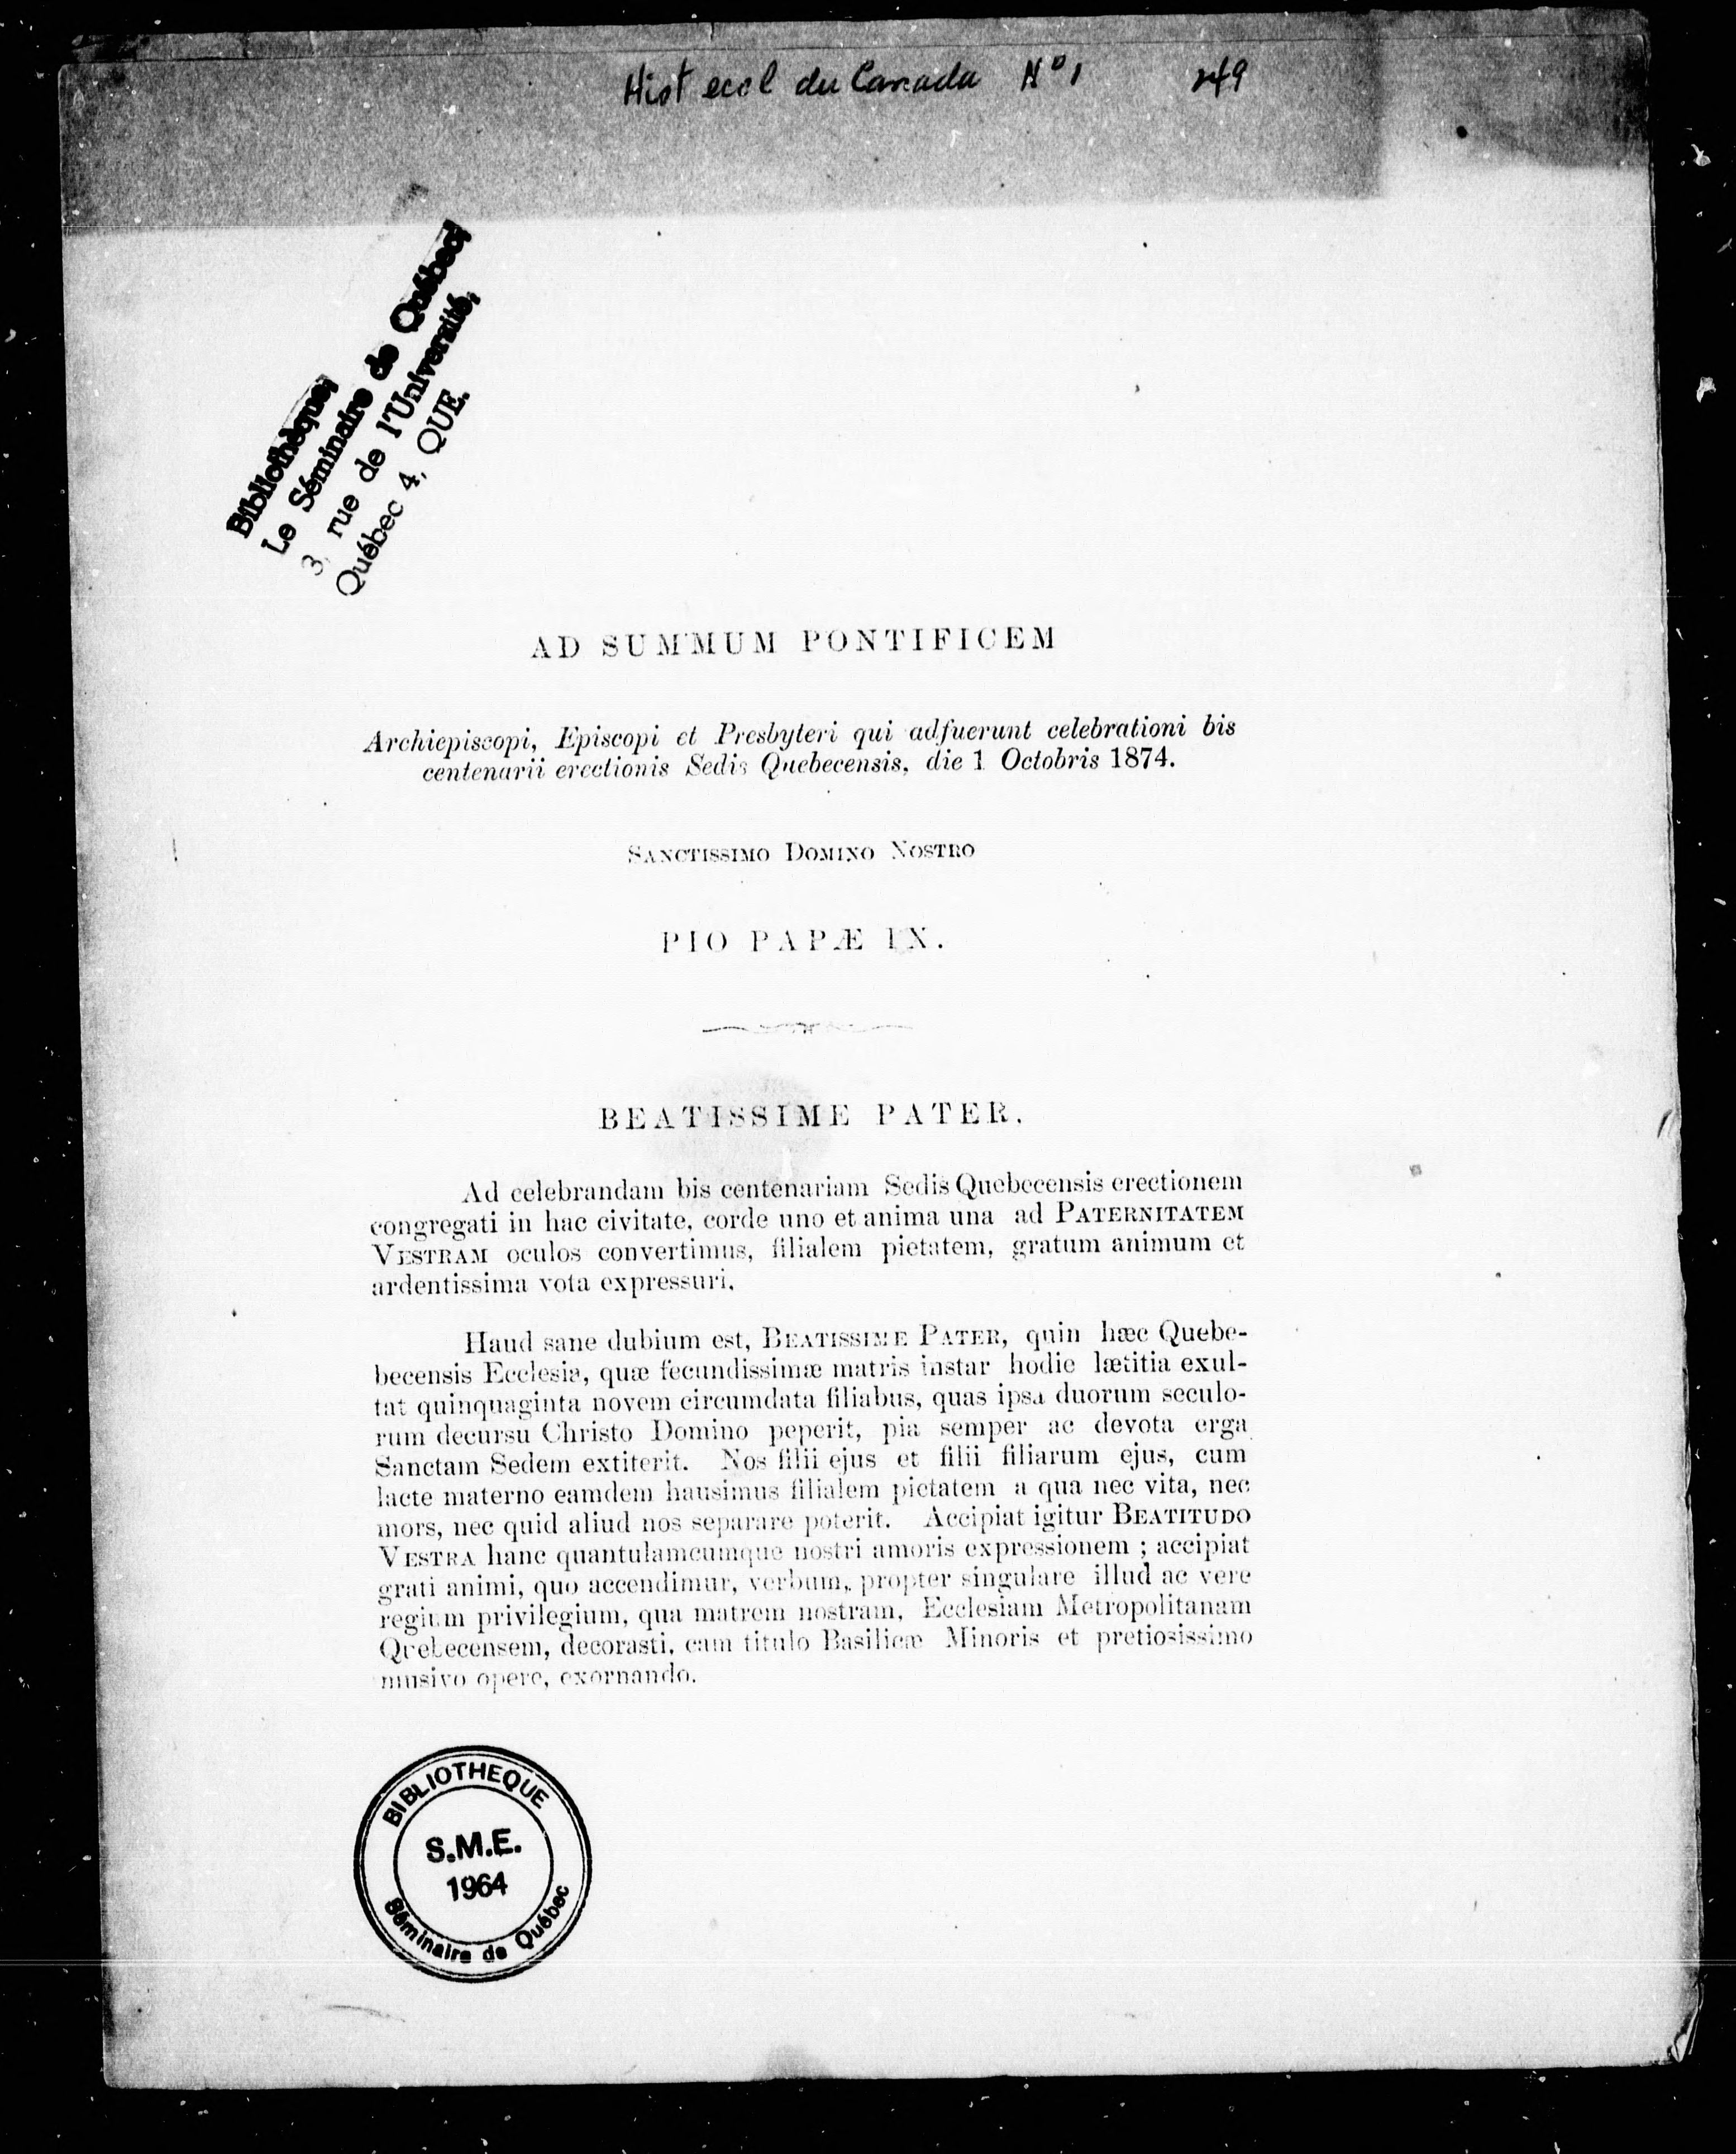 Hist eccl du Canada N° 1 249
Bibliothèque,
Le Séminaire de Québec,
3, rue de l'Université,
Québec 4, QUE.
AD SUMMUM PONTIFICEM
Archiepiscopi, Episcopi et Presbyteri qui adfuerunt celebrationi bis
centenarii erectionis Sedis Quebecensis, die 1 Octobris 1874.
SANCTISSIMO DOMINO NOSTRO
PIO PAPÆ IX.
BEATISSIME PATER.
Ad celebrandam bis centenariam Sedis Quebecensis erectionem
congregati in hac civitate, corde uno et anima una ad PATERNITATEM
VESTRAM oculos convertimus, filialem pietatem, gratum animum et
ardentissima vota expressuri.
Haud sane dubium est, BEATISSIME PATER, quin hæc Quebe-
becensis Ecclesia, quæ fecundissimæ matris instar hodie lætitia exul-
tat quinquaginta novem circumdata filiabus, quas ipsa duorum seculo-
rum decursu Christo Domino peperit, pia semper ac devota erga
Sanctam Sedem extiterit. Nos filii ejus et filii filiarum ejus, cum
lacte materno eamdem hausimus filialem pietatem a qua nec vita, nec
mors, nec quid aliud nos separare poterit. Accipiat igitur BEATITUDO
VESTRA hanc quantulamcumque nostri amoris expressionem ; accipiat
grati animi, quo accendimur, verbum, propter singulare illud ac vere
regium privilegium, qua matrem nostram, Ecclesiam Metropolitanam
Quebecensem, decorasti, eam titulo Basilicæ Minoris et pretiosissimo
musivo opere, exornando.
BIBLIOTHEQUE
S.M.E.
1964
Séminaire de Québec